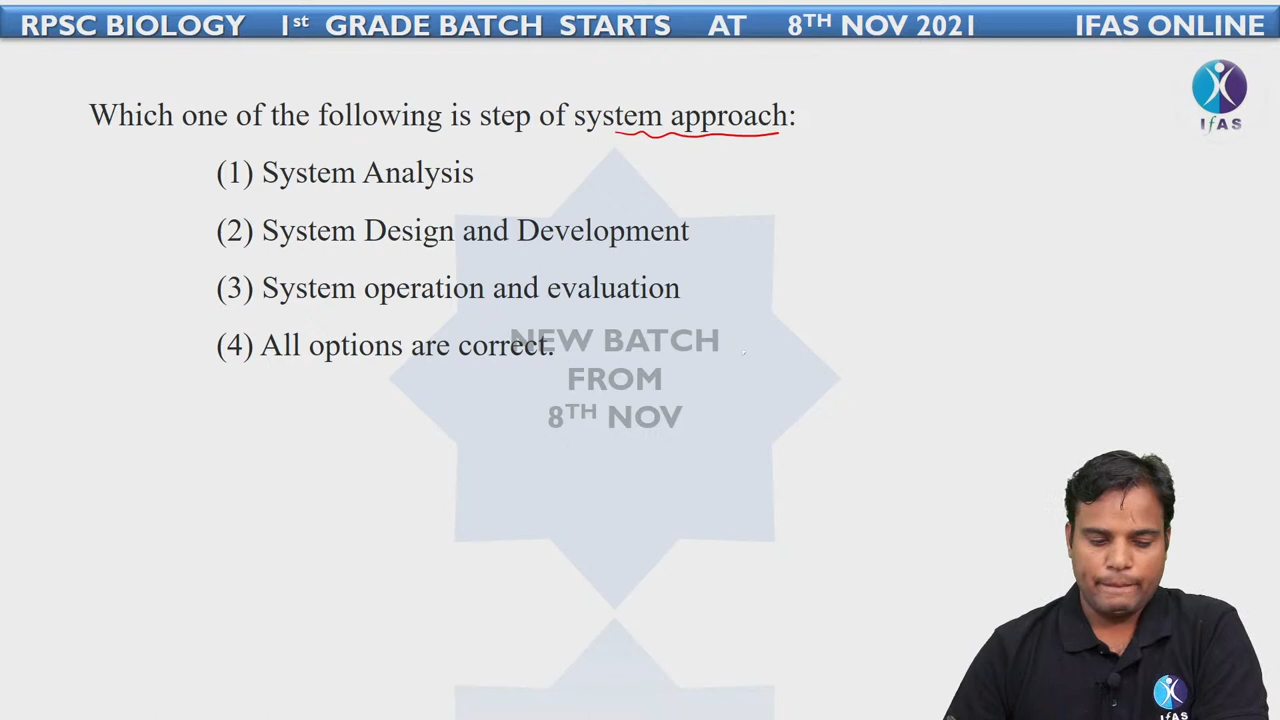 RPSC BIOLOGY 1st GRADE BATCH STARTS AT 8TH NOV 2021 IFAS ONLINE
IfAS
Which one of the following is step of system approach:
(1) System Analysis
(2) System Design and Development
(3) System operation and evaluation
(4) All options are correct.
NEW BATCH
FROM
8TH NOV
IfAS